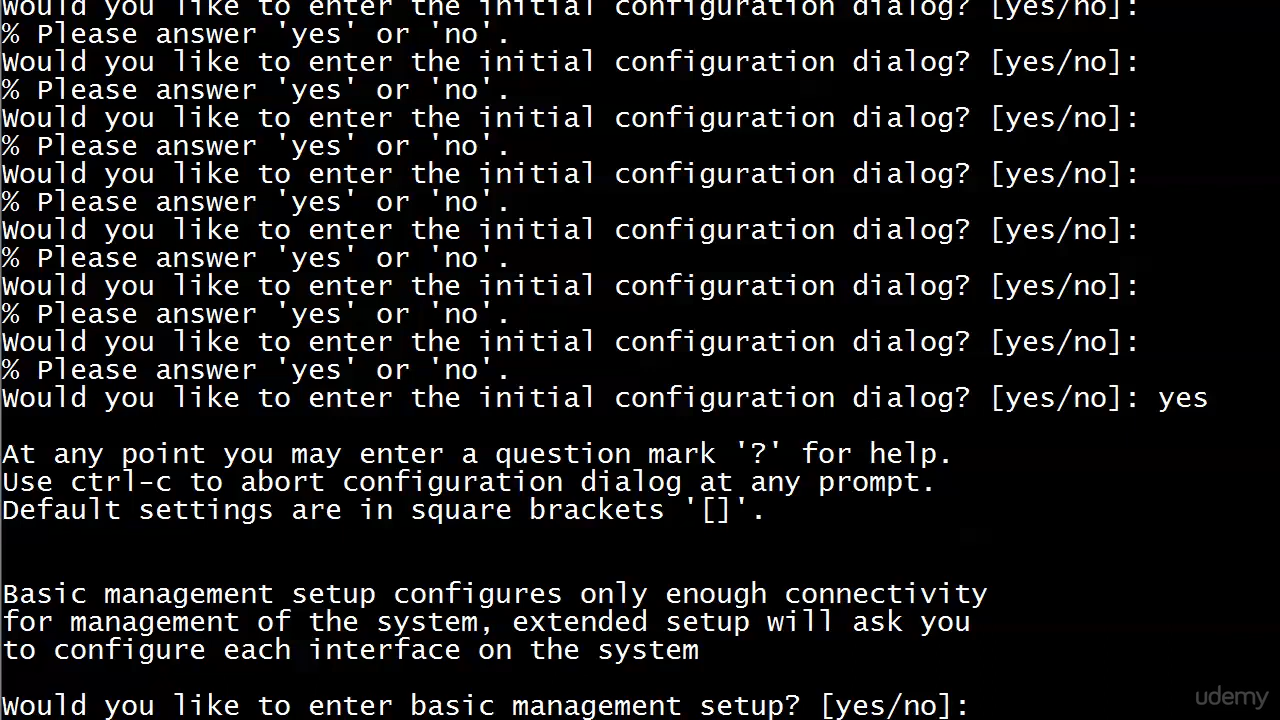 Would you like to enter the initial configuration dialog? [yes/no]:
% Please answer 'yes' or 'no'.
Would you like to enter the initial configuration dialog? [yes/no]:
% Please answer 'yes' or 'no'.
Would you like to enter the initial configuration dialog? [yes/no]:
% Please answer 'yes' or 'no'.
Would you like to enter the initial configuration dialog? [yes/no]:
% Please answer 'yes' or 'no'.
Would you like to enter the initial configuration dialog? [yes/no]:
% Please answer 'yes' or 'no'.
Would you like to enter the initial configuration dialog? [yes/no]:
% Please answer 'yes' or 'no'.
Would you like to enter the initial configuration dialog? [yes/no]:
% Please answer 'yes' or 'no'.
Would you like to enter the initial configuration dialog? [yes/no]: yes
At any point you may enter a question mark '?' for help.
Use ctrl-c to abort configuration dialog at any prompt.
Default settings are in square brackets '[]'.
Basic management setup configures only enough connectivity
for management of the system, extended setup will ask you
to configure each interface on the system
Would you like to enter basic management setup? [yes/no]:
udemy